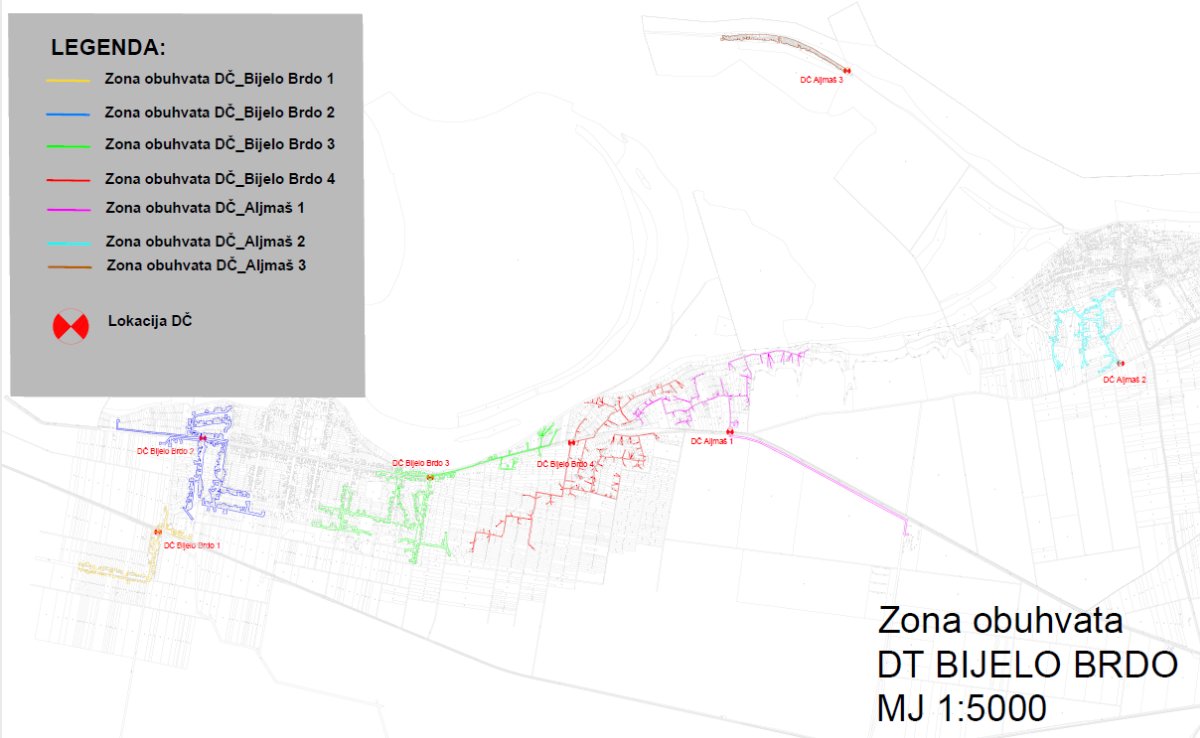 LEGENDA:
Zona obuhvata DČ_Bijelo Brdo 1
Zona obuhvata DČ_Bijelo Brdo 2
Zona obuhvata DČ_Bijelo Brdo 3
Zona obuhvata DČ_Bijelo Brdo 4
Zona obuhvata DČ_Aljmaš 1
Zona obuhvata DČ_Aljmaš 2
Zona obuhvata DČ_Aljmaš 3
Lokacija DČ
DČ Aljmaš 3
DČ Aljmaš 2
DČ Aljmaš 1
DČ Bijelo Brdo 2
DČ Bijelo Brdo 3
DČ Bijelo Brdo 4
DČ Bijelo Brdo 1
Zona obuhvata
DT BIJELO BRDO
MJ 1:5000